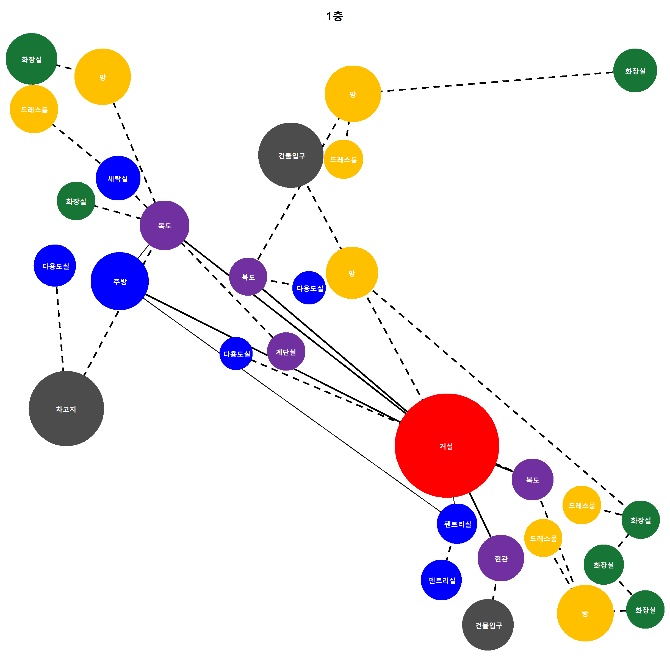 1층
화장실
방
화장실
방
드레스룸
건물입구
드레스룸
세탁실
화장실
복도
다용도실
주방
복도
다용도실
방
다용도실
계단실
차고지
거실
복도
드레스룸
화장실
팬트리실
드레스룸
현관
화장실
팬트리실
방
화장실
건물입구